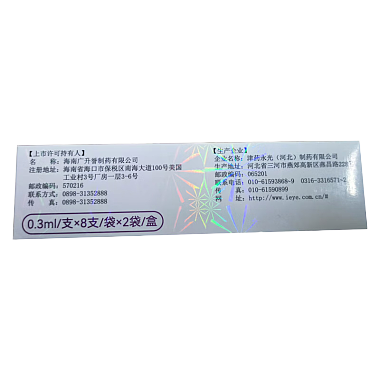 【上市许可持有人】
名 称：海南广升誉制药有限公司
注册地址：海南省海口市保税区南海大道100号美国
工业村3号厂房一层3-6号
邮政编码：570216
联系方式：0898-31352888
传 真：0898-31352888
0.3ml/支×8支/袋×2袋/盒
【生产企业】
企业名称：津药永光（河北）制药有限公司
生产地址：河北省三河市燕郊高新区燕昌路
邮政编码：065201
联系电话：010-61593868-9 0316-3316571-2
传 真：010-61590899
网 址：http://www.ieye.com.cn/